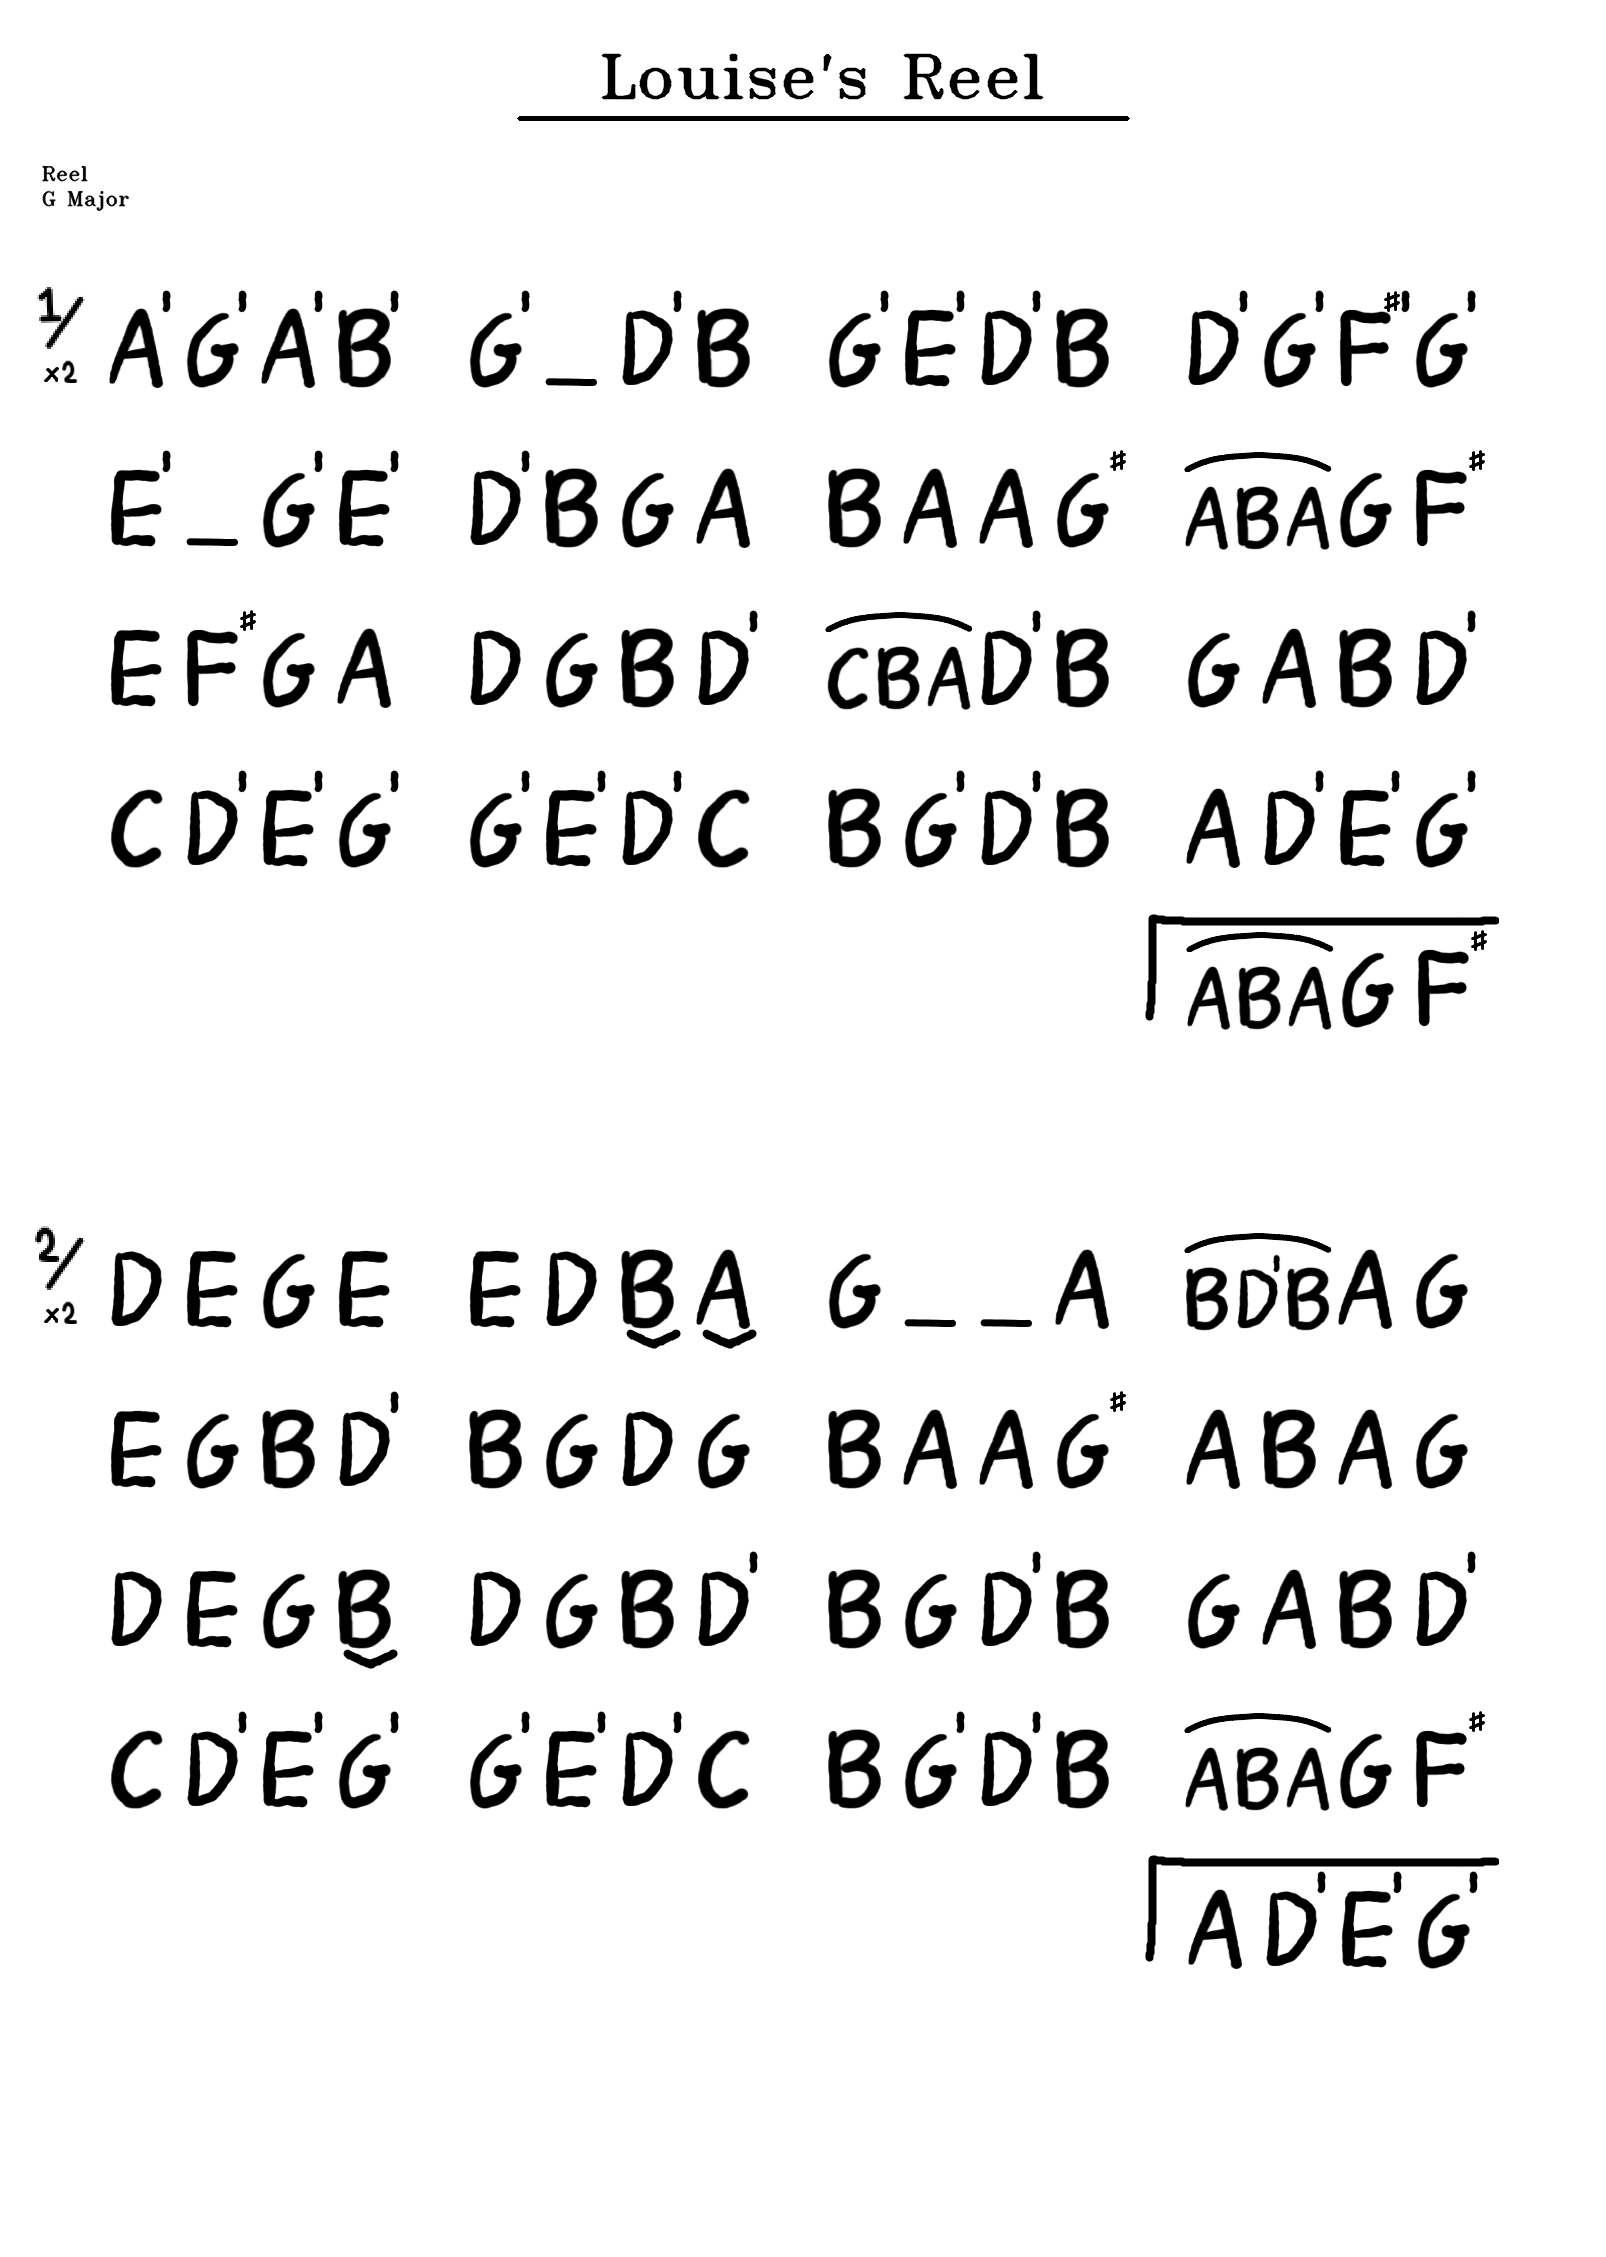 Louise's Reel
Reel
G Major
1/ A'G'A'B' G'_D'B G'E'D'B D'G'F#'G'
x2
E'_G'E' D'BGA BAAG# ABAGF#
EF#GA DGBD' CBAD'B GABD'
CD'E'G' G'E'D'C BG'D'B AD'E'G'
ABAGF#
2/ DEGE EDBA G__A BD'BAG
x2
EGBD' BGDG BAAG# ABAG
DEGB DGBD' BGD'B GABD'
CD'E'G' G'E'D'C BG'D'B ABAGF#
AD'E'G'